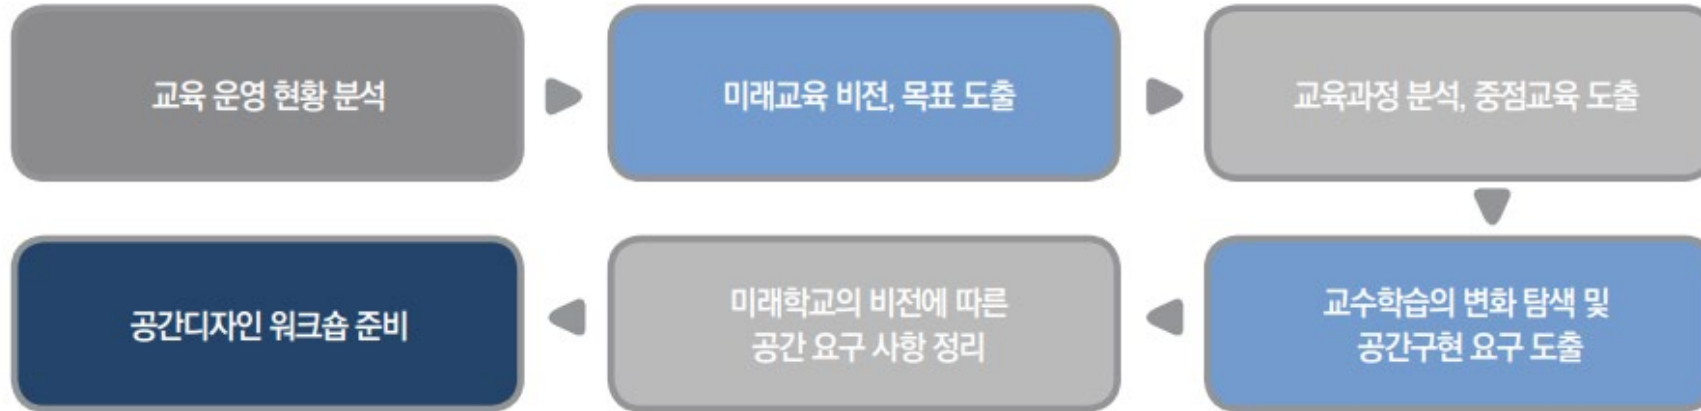 교육 운영 현황 분석
미래교육 비전, 목표 도출
교육과정 분석, 중점교육 도출
교수학습의 변화 탐색 및
공간구현 요구 도출
미래학교의 비전에 따른
공간 요구 사항 정리
공간디자인 워크숍 준비